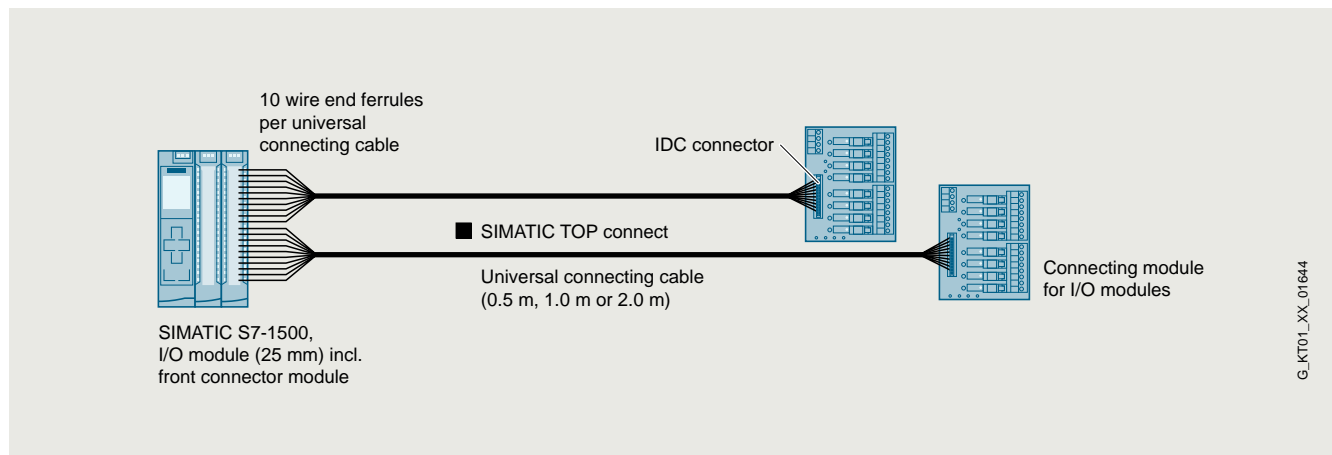 10 wire end ferrules
per universal
connecting cable
IDC connector
SIMATIC TOP connect
Universal connecting cable
(0.5 m, 1.0 m or 2.0 m)
Connecting module
for I/O modules
SIMATIC S7-1500,
I/O module (25 mm) incl.
front connector module
G_KT01_XX_01644